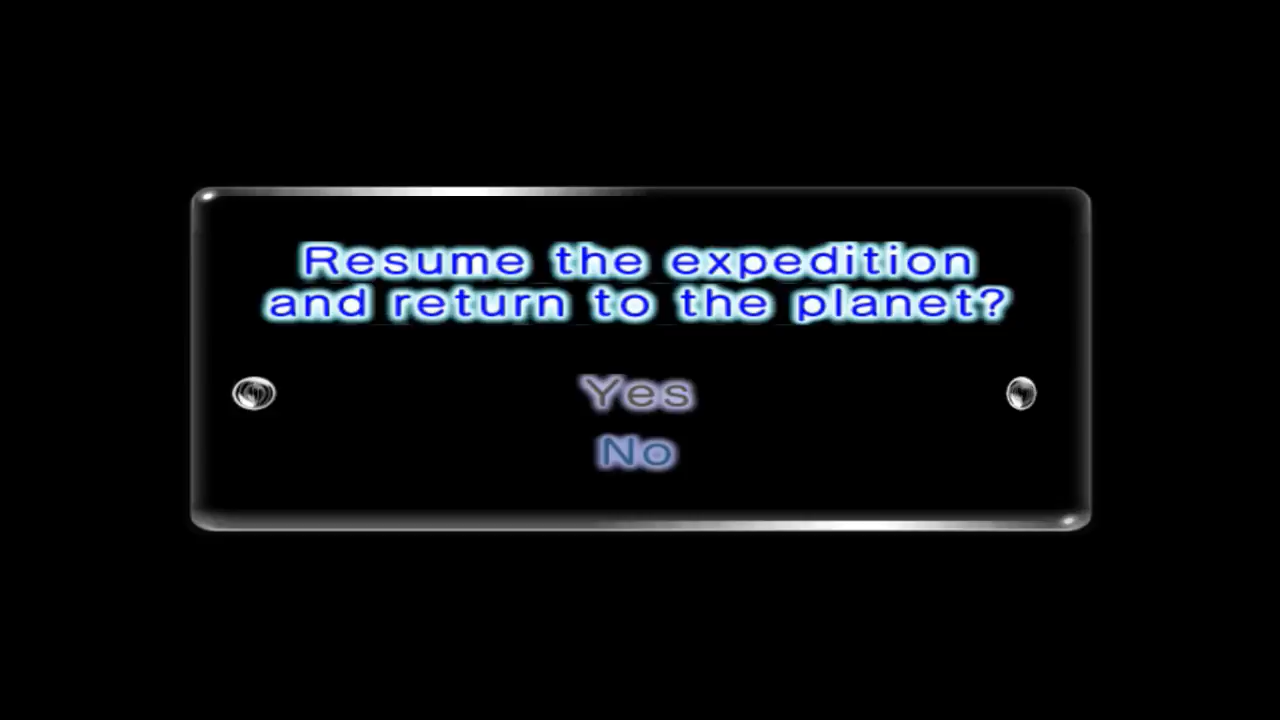 Resume the expedition
and return to the planet?
Yes
No